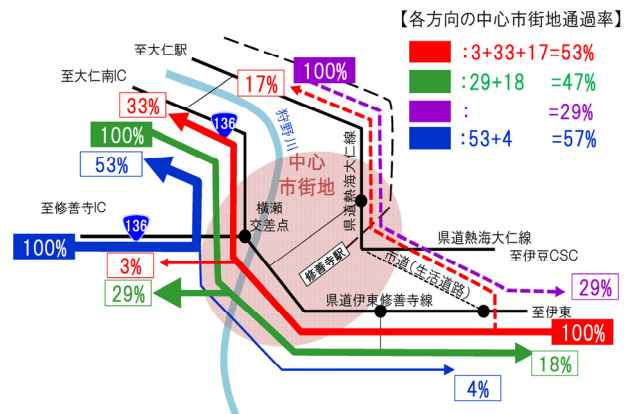 【各方向の中心市街地通過率】
:3+33+17=53%
:29+18 =47%
: =29%
:53+4 =57%
至大仁駅
至大仁南IC
17%
100%
33%
136
狩野川
100%
53%
中心
市街地
県道熱海大仁線
至修善寺IC
136
横瀬
交差点
100%
修善寺駅
県道熱海大仁線
至伊豆CSC
市道(生活道路)
3%
29%
29%
県道伊東修善寺線
至伊東
100%
18%
4%